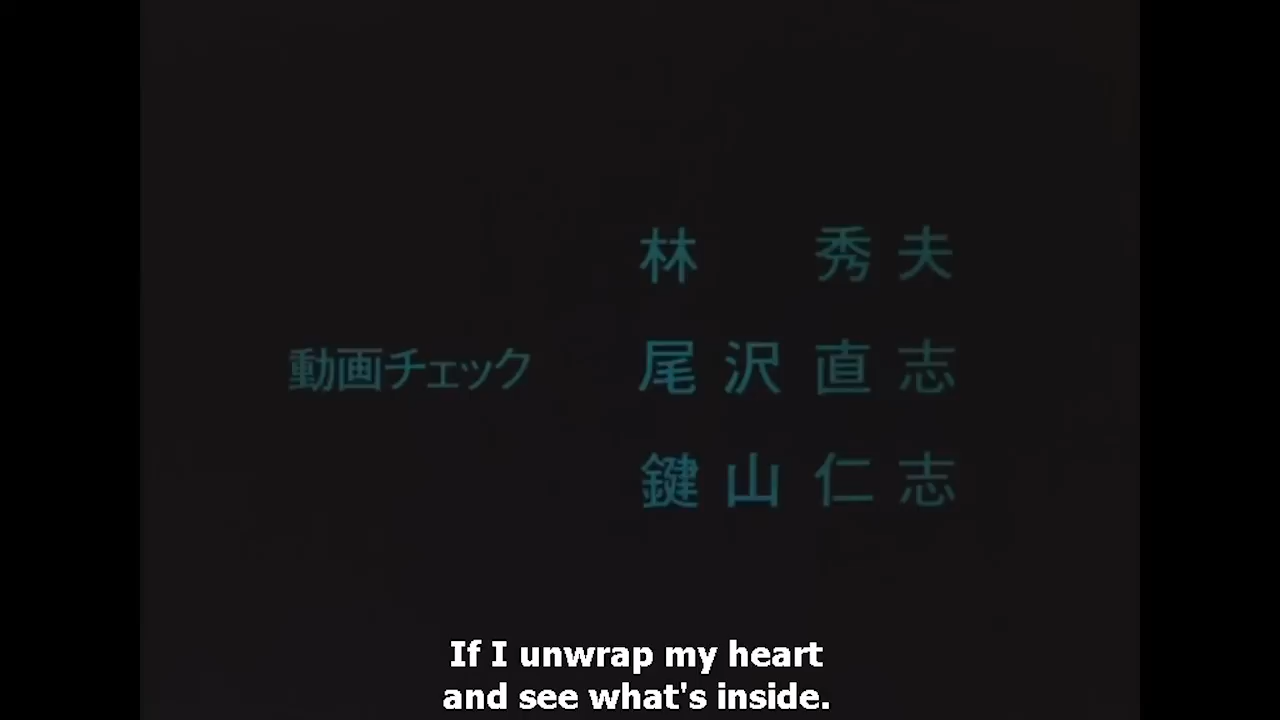 林 秀夫
動画チェック 尾沢直志
鍵山仁志
If I unwrap my heart
and see what's inside.